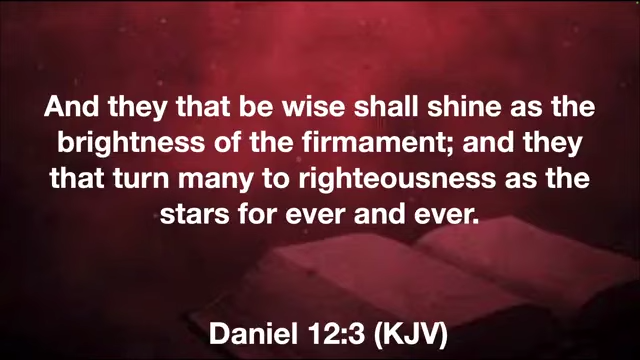 And they that be wise shall shine as the
brightness of the firmament; and they
that turn many to righteousness as the
stars for ever and ever.
Daniel 12:3 (KJV)